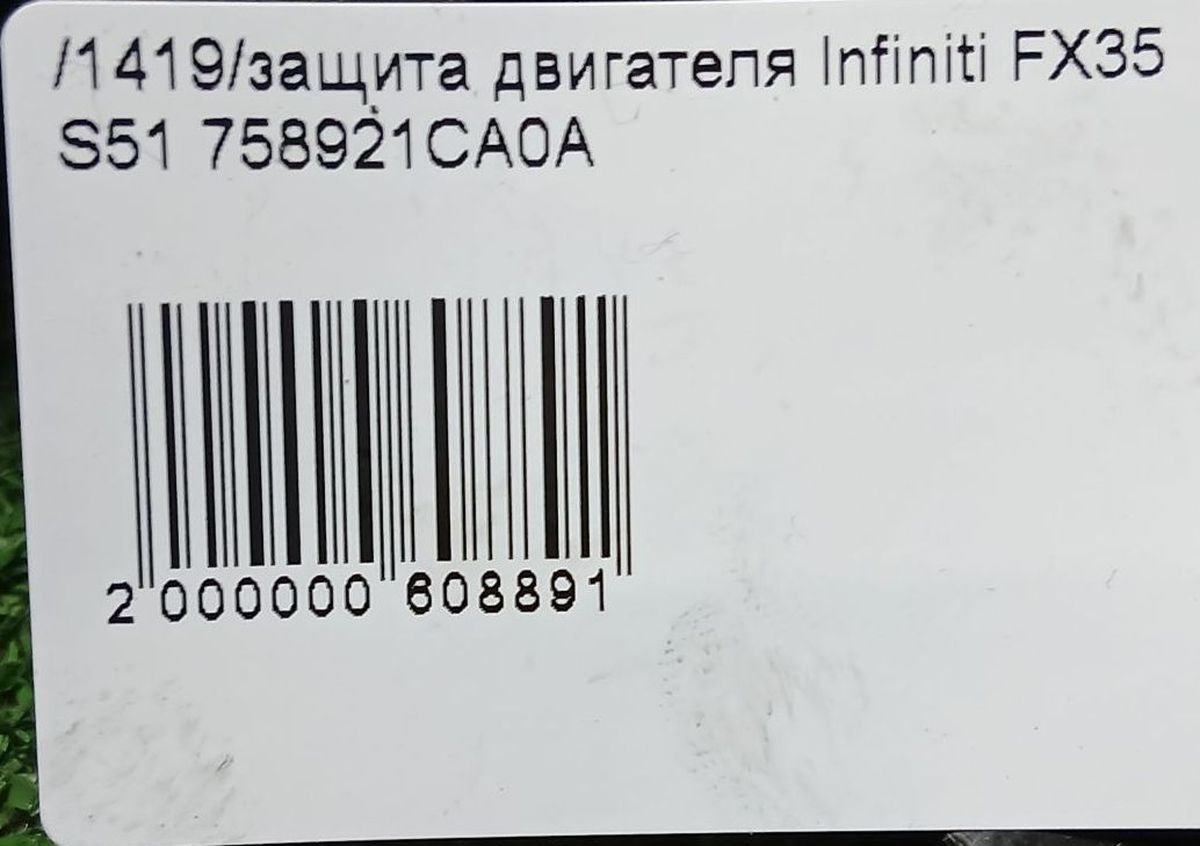 /1419/защита двигателя Infiniti FX35
S51 758921CA0A
2 000000 608891